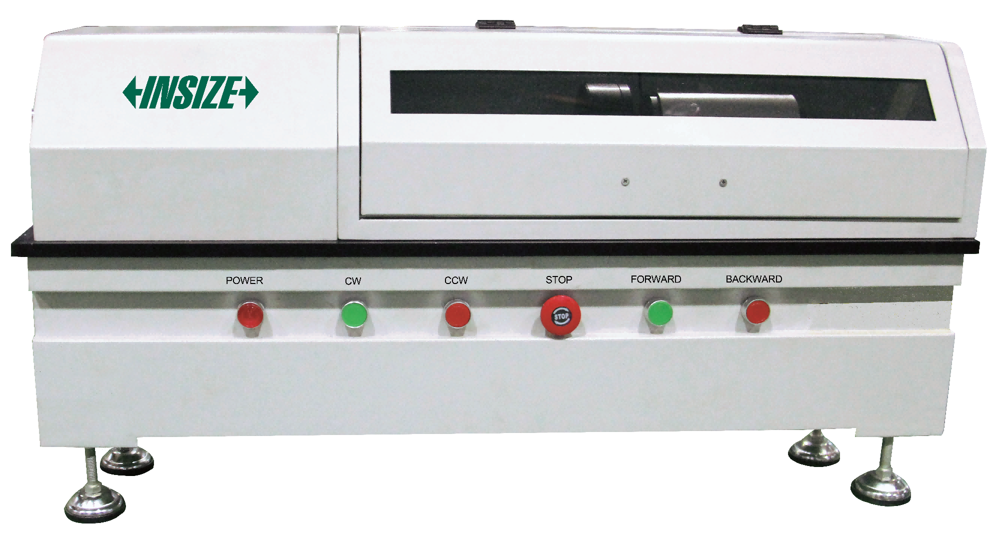 INSIZE
POWER CW CCW STOP FORWARD BACKWARD
STOP